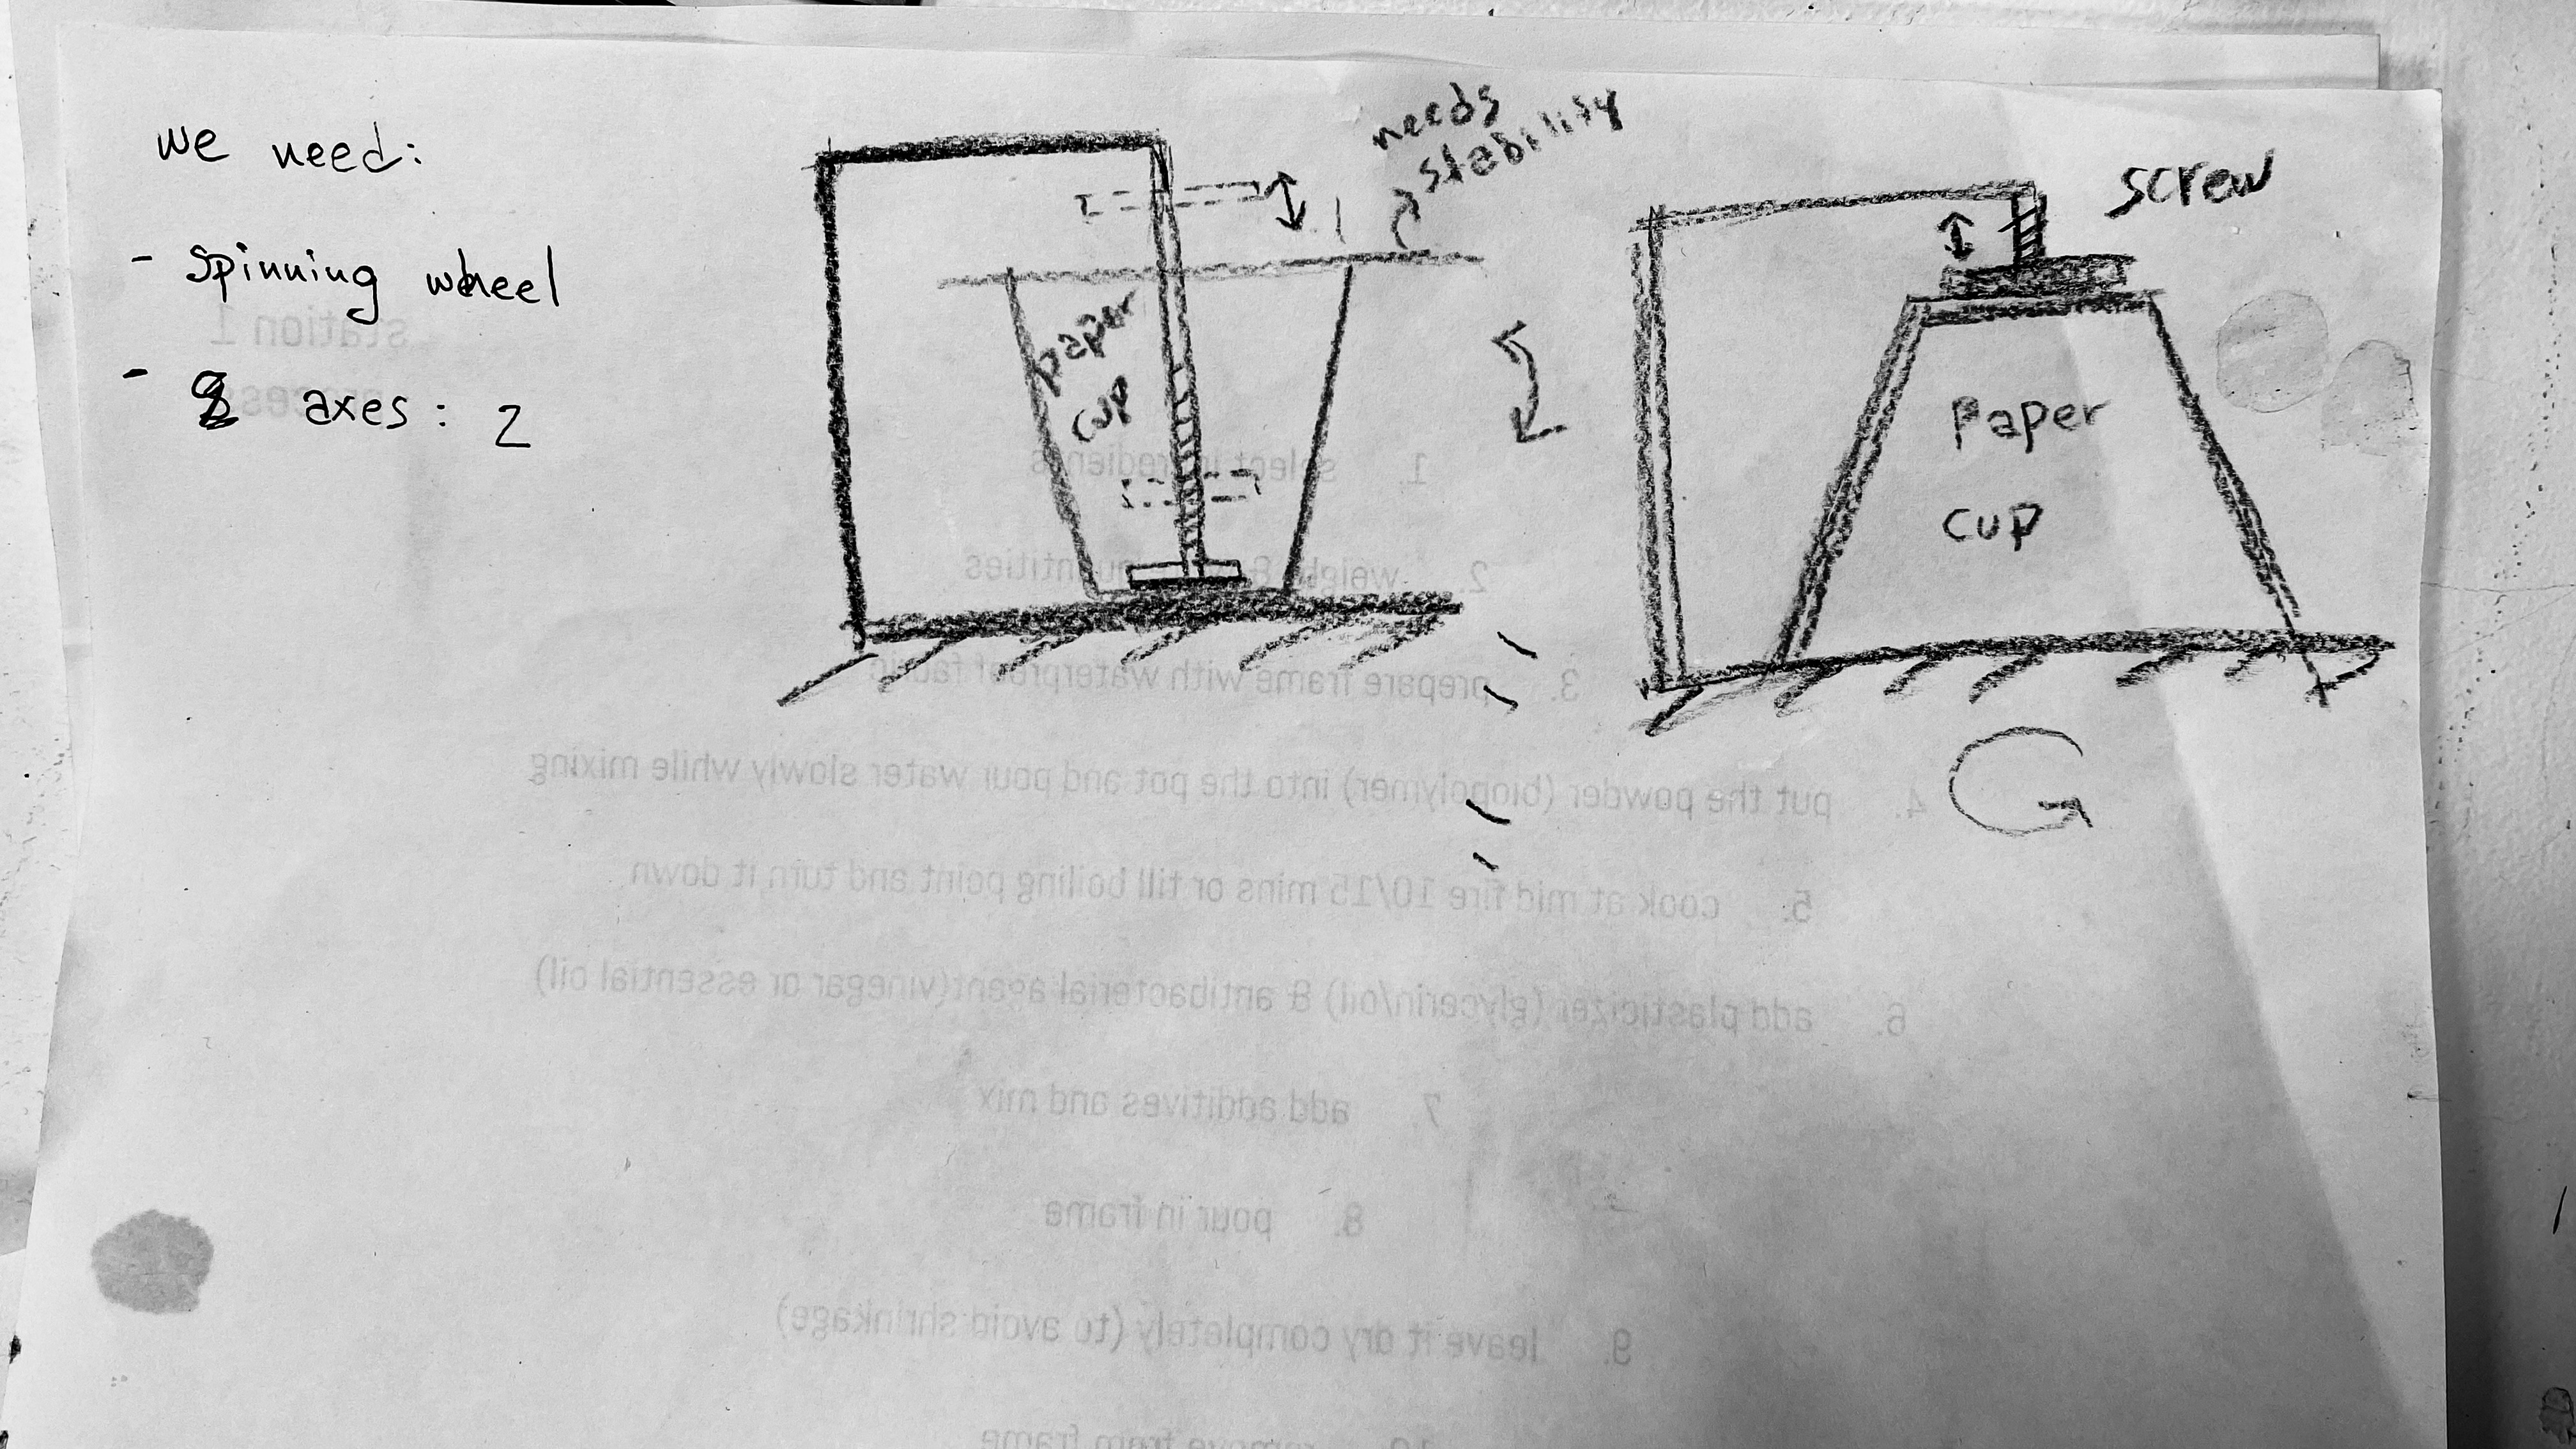 we need:
- Spinning wheel
- axes: 2
needs
stability
paper
cup
screw
Paper
cup
station 1
1. select ingredients
2. weigh & quantities
3. prepare frame with waterproof
4. put the powder (biopolymer) into the pot and pour water slowly while mixing
5. cook at mid fire 10/15 mins or till boiling point and turn it down
6. add plasticizer (glycerin/oil) & antibacterial agent(vinegar or essential oil)
7. add additives and mix
8. pour in frame
9. leave it dry completely (to avoid shrinkage)
10. remove from frame